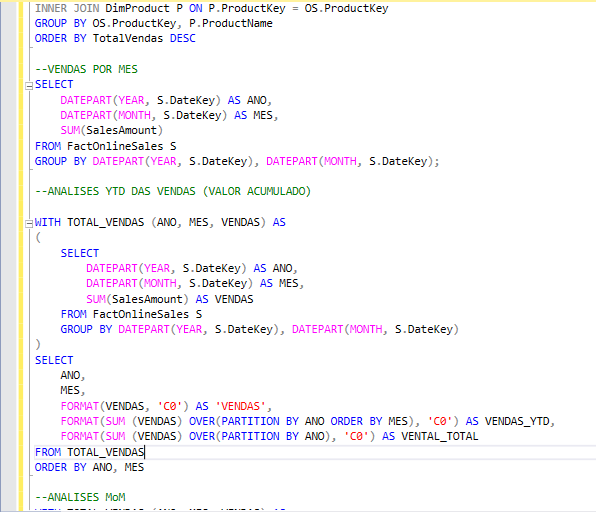 INNER JOIN DimProduct P ON P.ProductKey = OS.ProductKey
GROUP BY OS.ProductKey, P.ProductName
ORDER BY TotalVendas DESC
--VENDAS POR MES
SELECT
DATEPART(YEAR, S.DateKey) AS ANO,
DATEPART(MONTH, S.DateKey) AS MES,
SUM(SalesAmount)
FROM FactOnlineSales S
GROUP BY DATEPART(YEAR, S.DateKey), DATEPART(MONTH, S.DateKey);
--ANALISES YTD DAS VENDAS (VALOR ACUMULADO)
WITH TOTAL_VENDAS (ANO, MES, VENDAS) AS
(
SELECT
DATEPART(YEAR, S.DateKey) AS ANO,
DATEPART(MONTH, S.DateKey) AS MES,
SUM(SalesAmount) AS VENDAS
FROM FactOnlineSales S
GROUP BY DATEPART(YEAR, S.DateKey), DATEPART(MONTH, S.DateKey)
)
SELECT
ANO,
MES,
FORMAT(VENDAS, 'C0') AS 'VENDAS',
FORMAT(SUM (VENDAS) OVER(PARTITION BY ANO ORDER BY MES), 'C0') AS VENDAS_YTD,
FORMAT(SUM (VENDAS) OVER(PARTITION BY ANO), 'C0') AS VENTAL_TOTAL
FROM TOTAL_VENDAS
ORDER BY ANO, MES
--ANALISES MoM